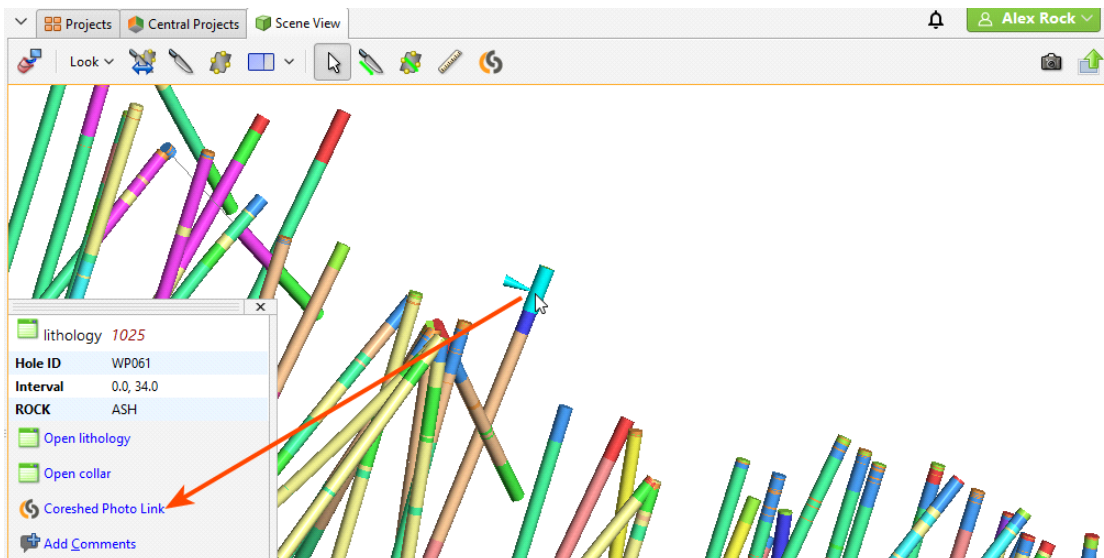 Projects Central Projects Scene View Alex Rock
Look
lithology 1025
Hole ID WP061
Interval 0.0, 34.0
ROCK ASH
Open lithology
Open collar
Coreshed Photo Link
Add Comments